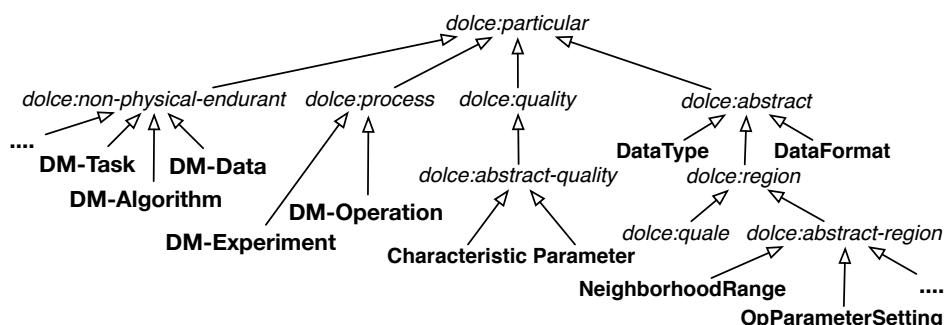 dolce:particular
dolce:non-physical-endurant dolce:process dolce:quality dolce:abstract
....
DM-Task DM-Data DataType DataFormat
DM-Algorithm dolce:abstract-quality dolce:region
DM-Operation
DM-Experiment dolce:quale dolce:abstract-region
Characteristic Parameter
NeighborhoodRange ....
OpParameterSetting